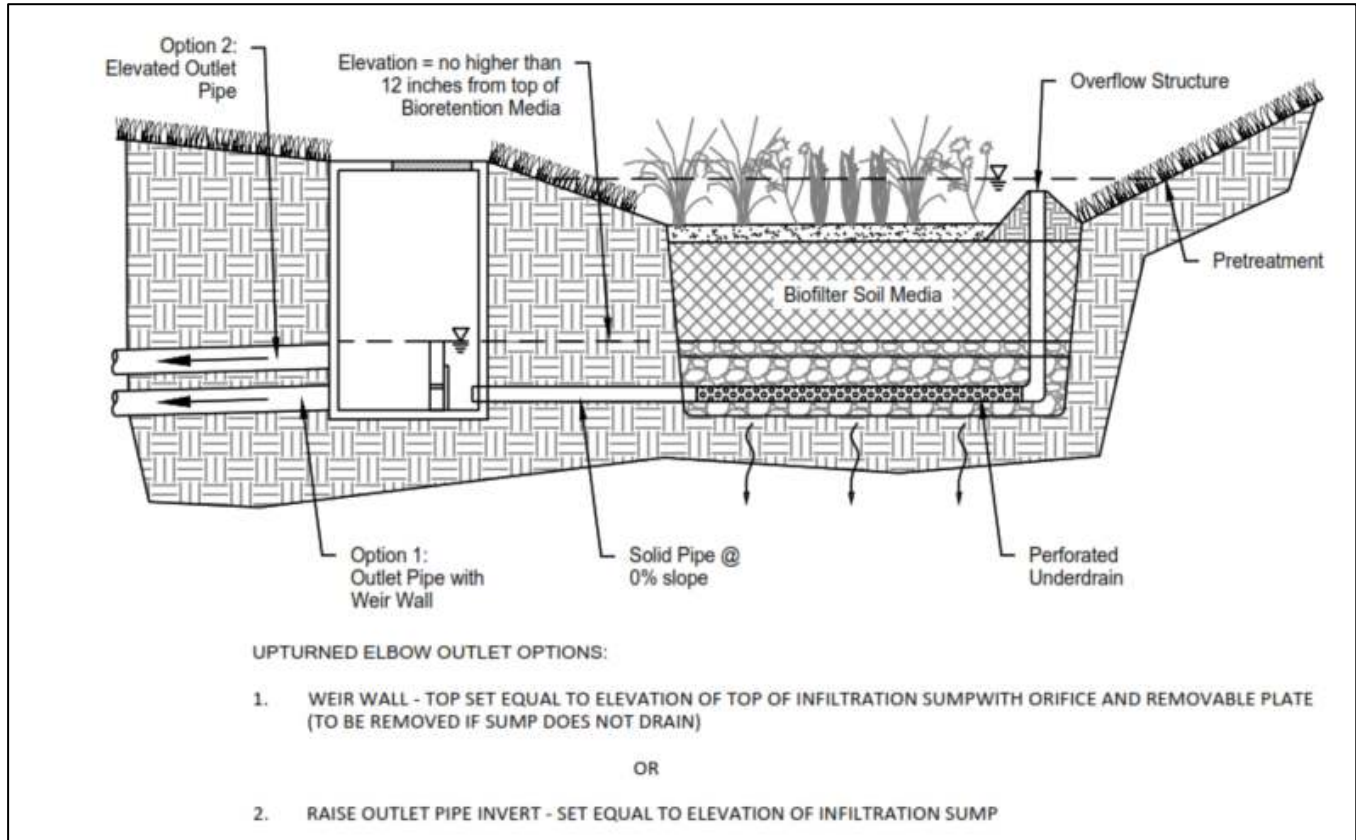 Option 2:
Elevated Outlet
Pipe
Elevation = no higher than
12 inches from top of
Bioretention Media
Overflow Structure
Pretreatment
Biofilter Soil Media
Option 1:
Outlet Pipe with
Weir Wall
Solid Pipe @
0% slope
Perforated
Underdrain
UPTURNED ELBOW OUTLET OPTIONS:
1. WEIR WALL - TOP SET EQUAL TO ELEVATION OF TOP OF INFILTRATION SUMPWITH ORIFICE AND REMOVABLE PLATE
(TO BE REMOVED IF SUMP DOES NOT DRAIN)
OR
2. RAISE OUTLET PIPE INVERT - SET EQUAL TO ELEVATION OF INFILTRATION SUMP